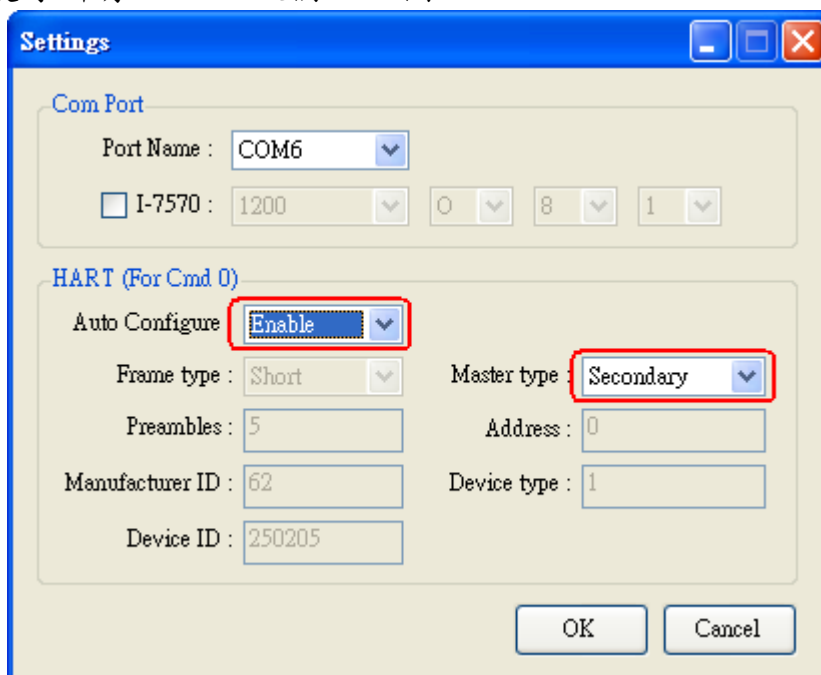 Settings
Com Port
Port Name : COM6
I-7570 : 1200 O 8 1
HART (For Cmd 0)
Auto Configure Enable
Frame type : Short Master type : Secondary
Preambles : 5 Address : 0
Manufacturer ID : 62 Device type : 1
Device ID : 250205
OK Cancel